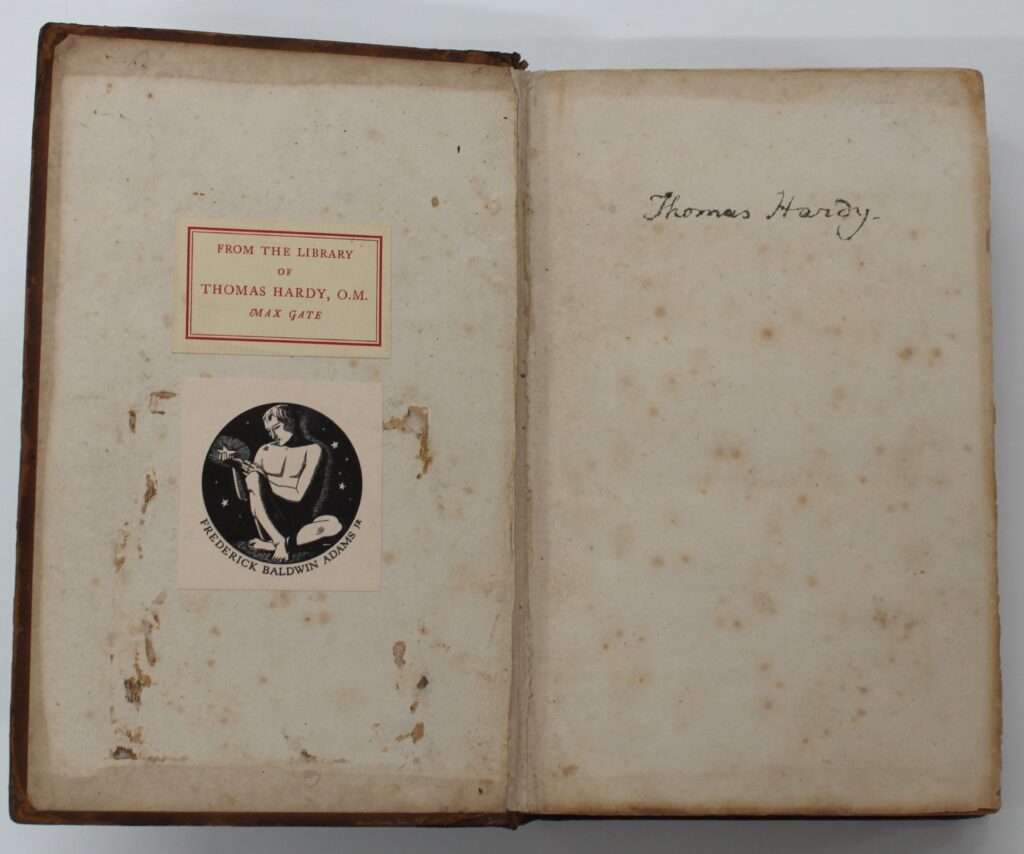 FROM THE LIBRARY
OF
THOMAS HARDY, O.M.
MAX GATE
FREDERICK BALDWIN ADAMS JR
Thomas Hardy.